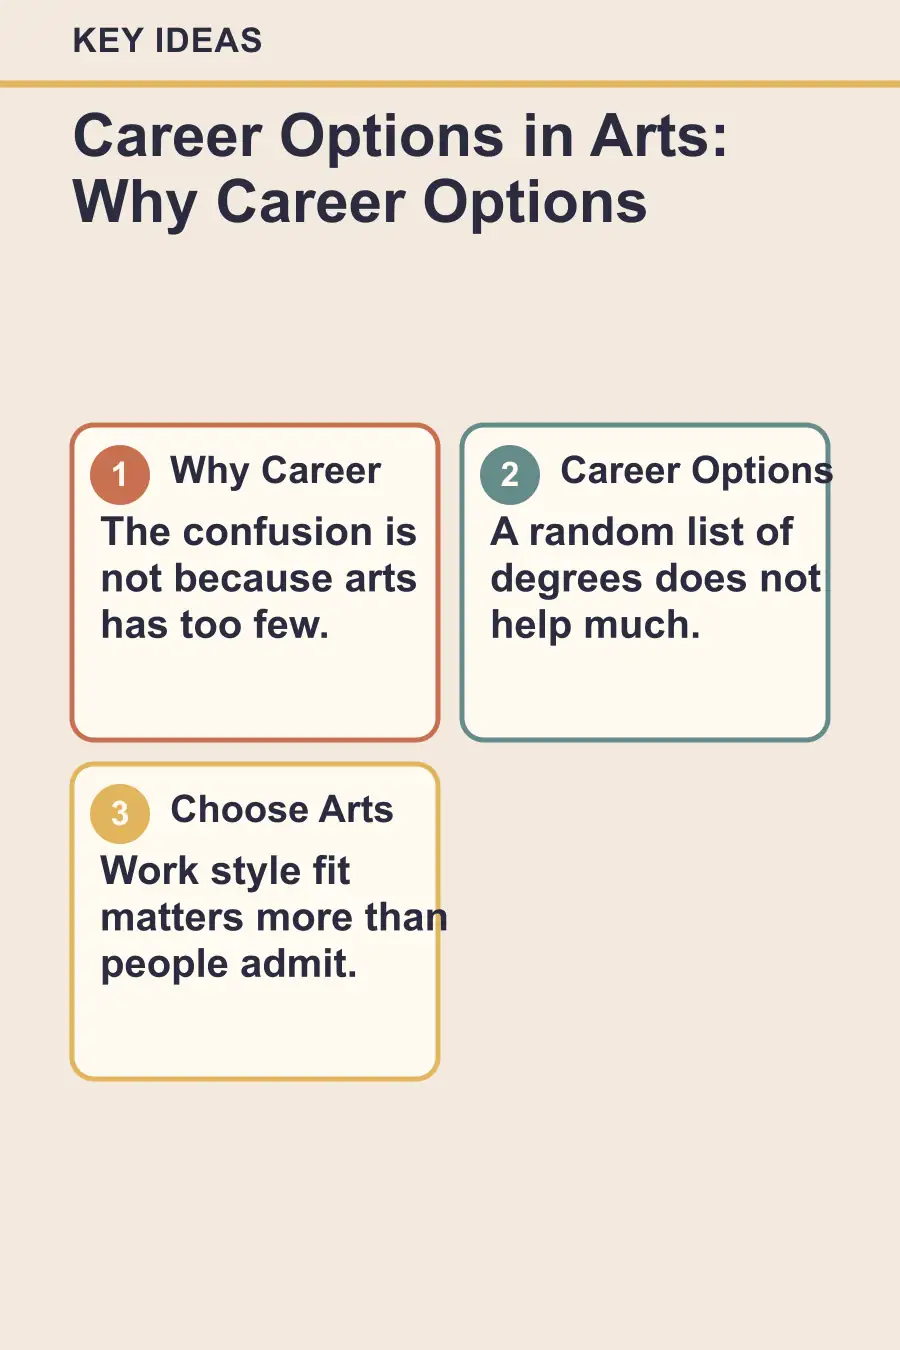 KEY IDEAS
Career Options in Arts:
Why Career Options
1 Why Career
The confusion is
not because arts
has too few.
2 Career Options
A random list of
degrees does not
help much.
3 Choose Arts
Work style fit
matters more than
people admit.